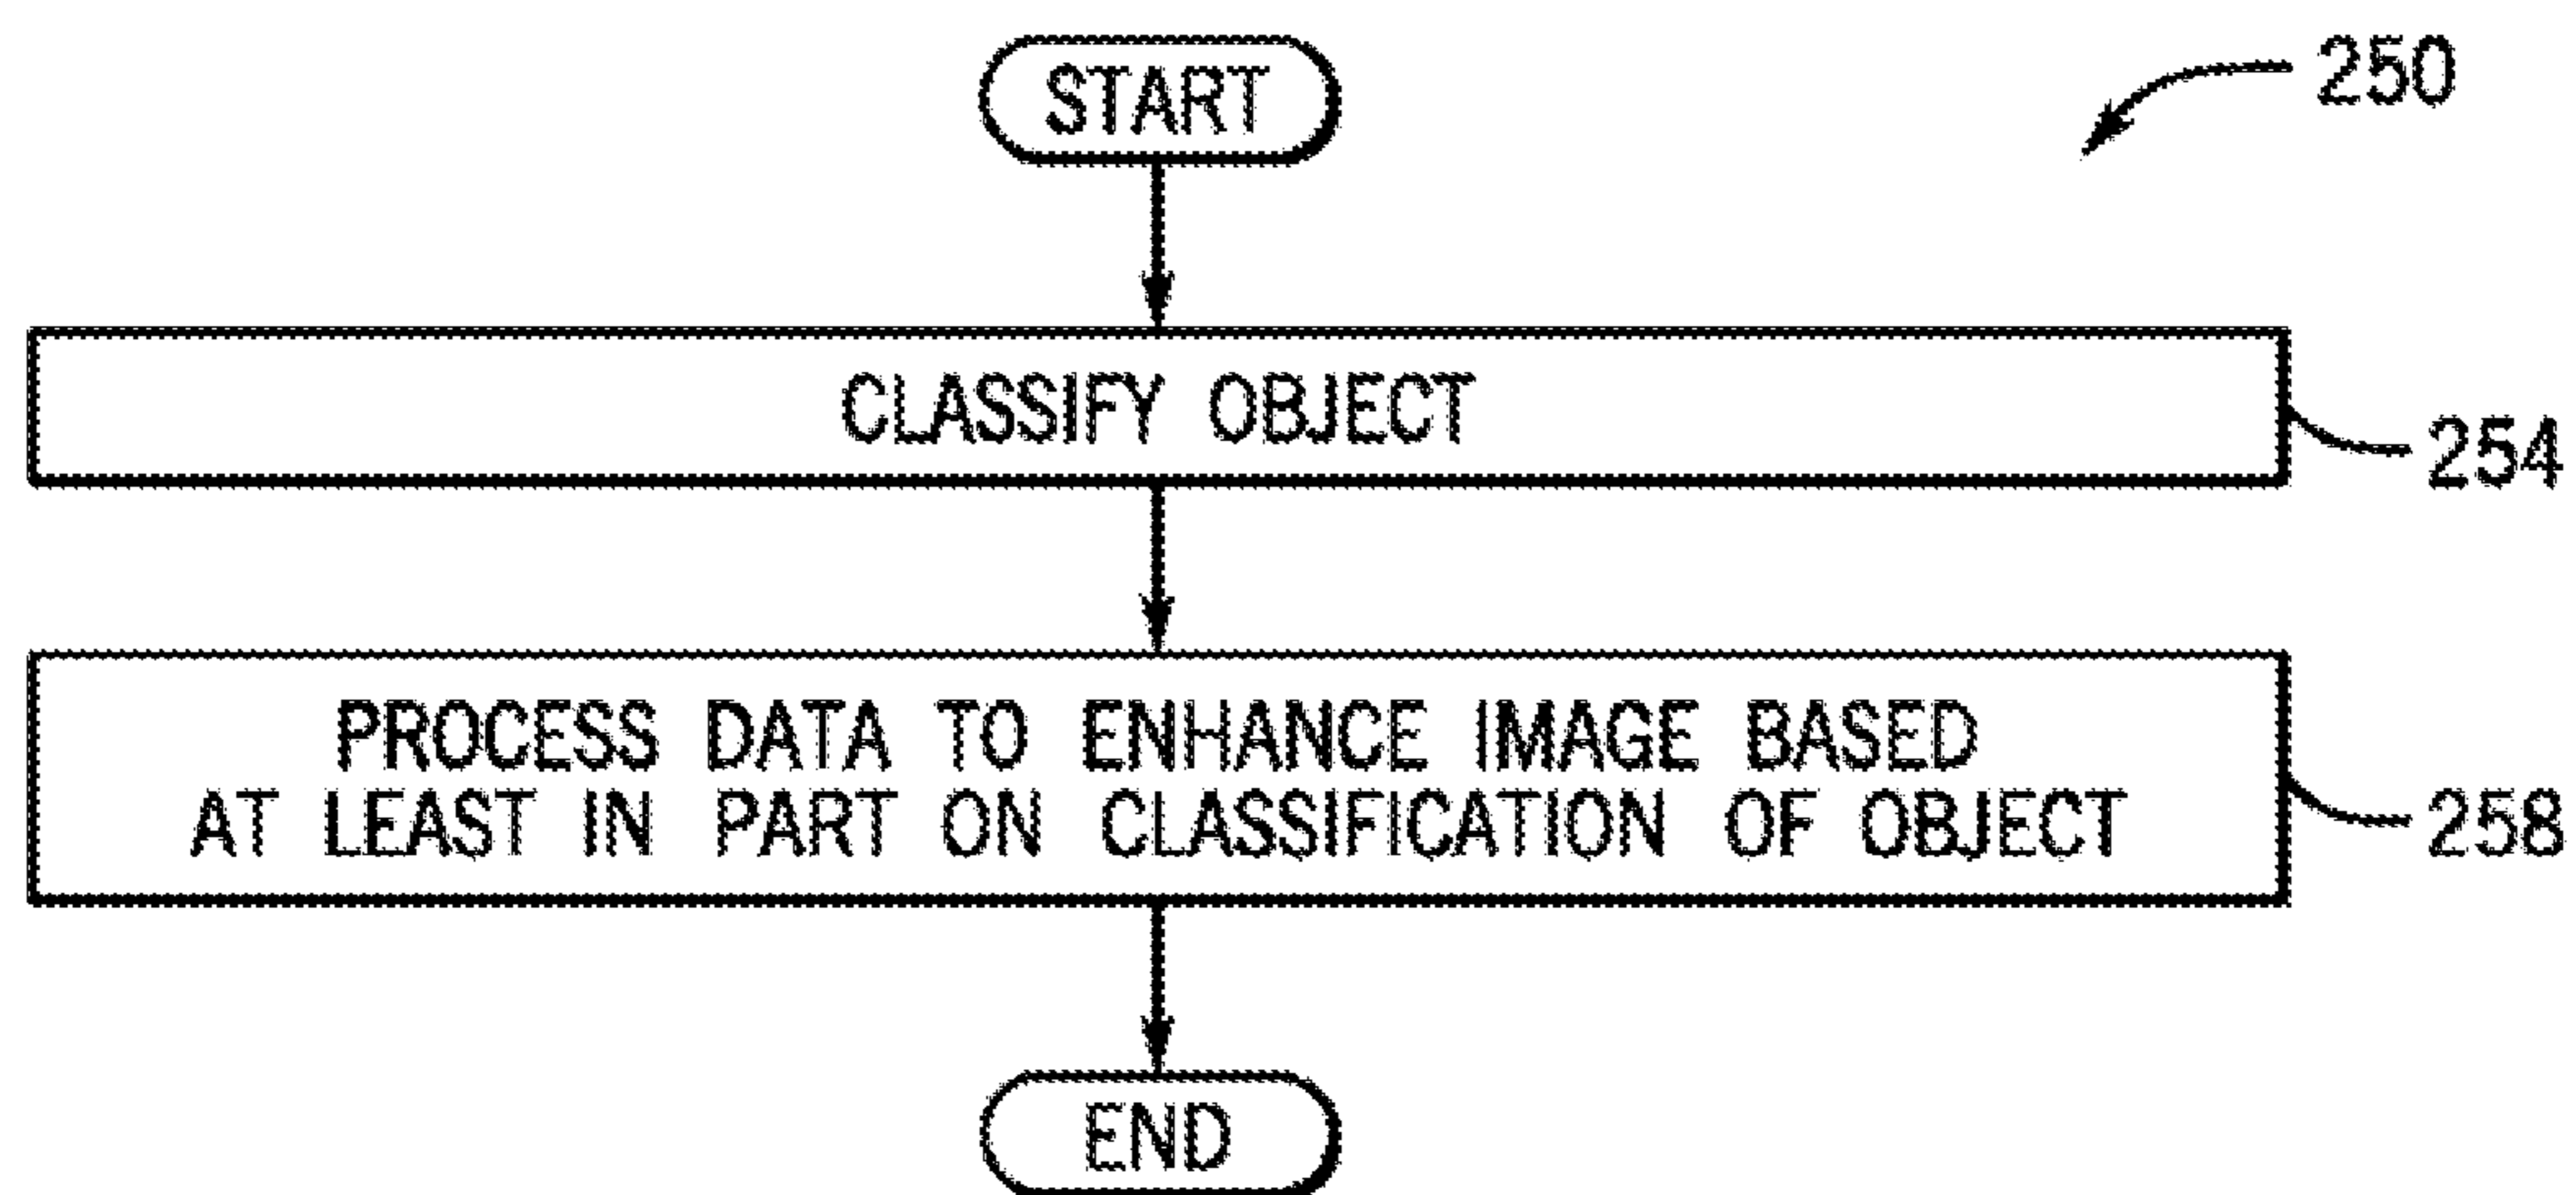 START
250
CLASSIFY OBJECT
254
PROCESS DATA TO ENHANCE IMAGE BASED
AT LEAST IN PART ON CLASSIFICATION OF OBJECT
258
END